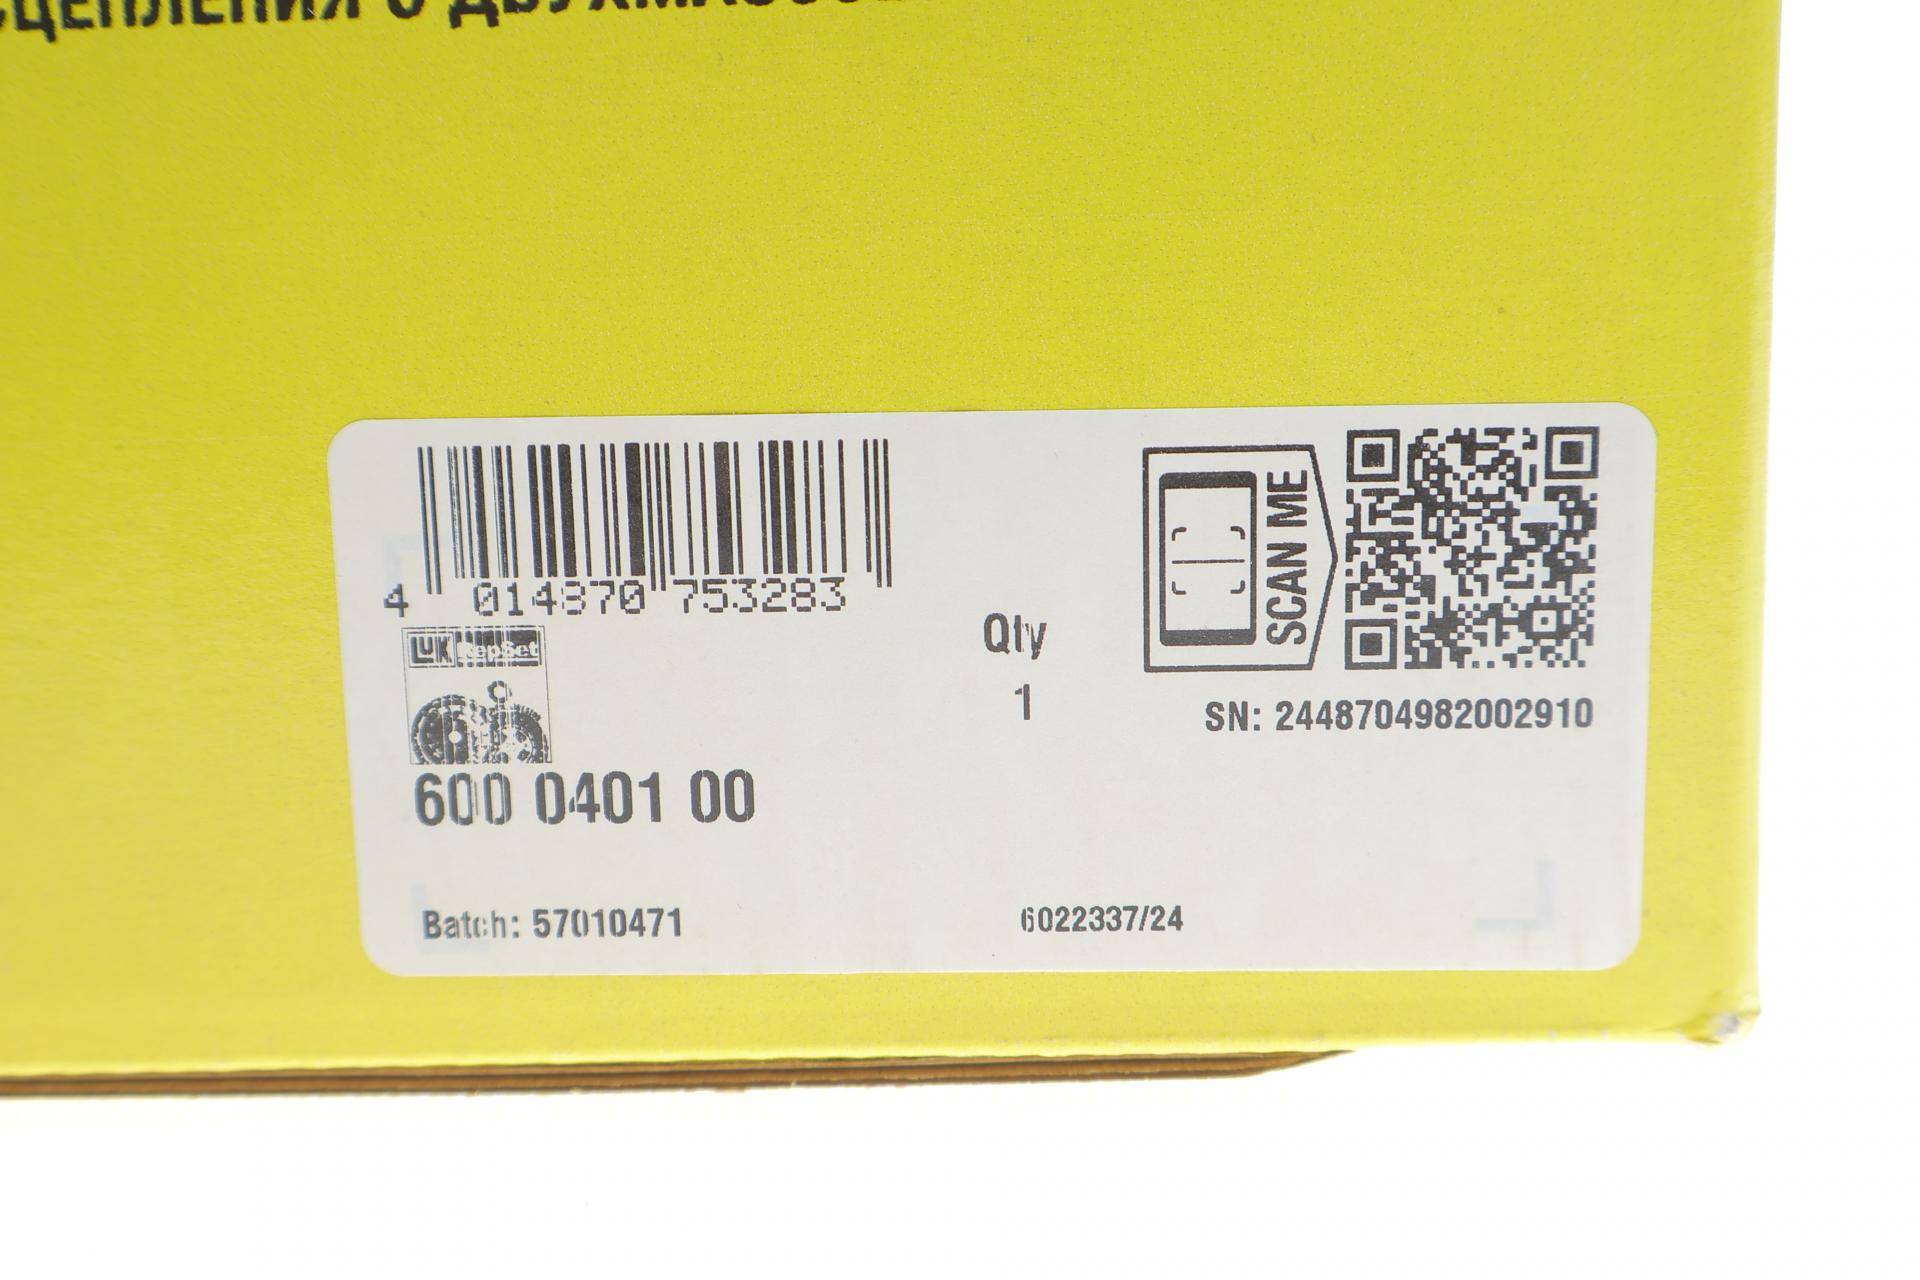 С
4 014870 753283
LUK RepSet
Qty
1
SCAN ME
SN: 2448704982002910
600 0401 00
Batch: 57010471
6022337/24